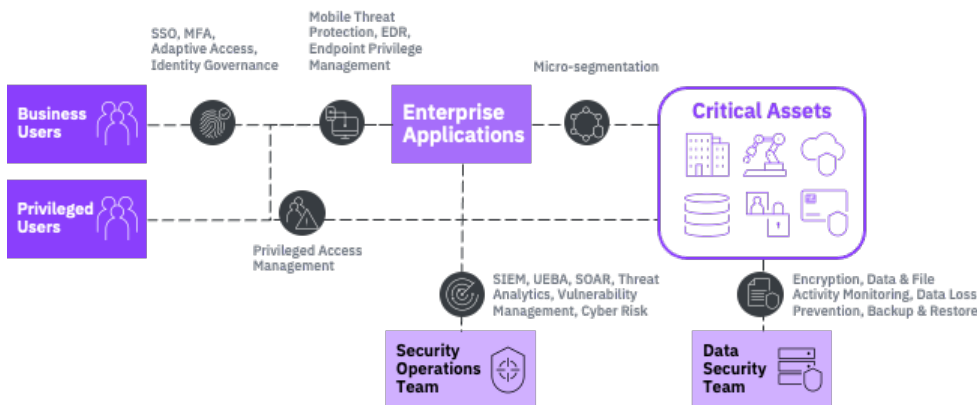 SSO, MFA,
Adaptive Access,
Identity Governance
Mobile Threat
Protection, EDR,
Endpoint Privilege
Management
Micro-segmentation
Business
Users
Enterprise
Applications
Critical Assets
Privileged
Users
Privileged Access
Management
SIEM, UEBA, SOAR, Threat
Analytics, Vulnerability
Management, Cyber Risk
Encryption, Data & File
Activity Monitoring, Data Loss
Prevention, Backup & Restore
Security
Operations
Team
Data
Security
Team